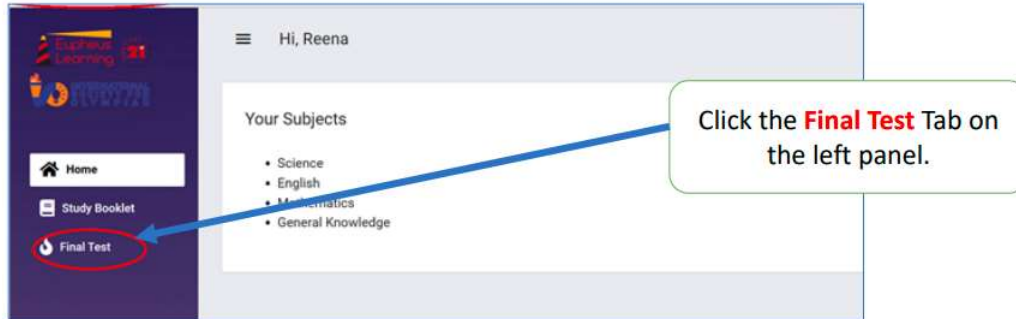 Eupheus
Learning
Hi, Reena
Your Subjects
• Science
• English
• Mathematics
• General Knowledge
Home
Study Booklet
Final Test
Click the Final Test Tab on
the left panel.